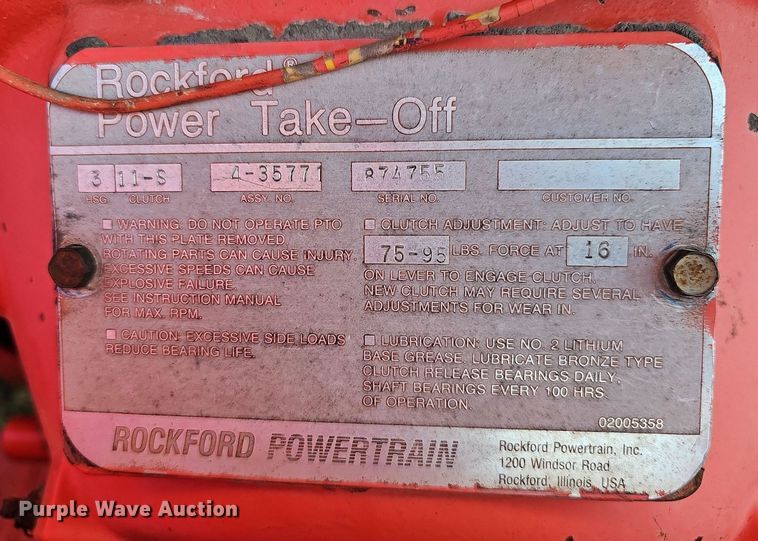 Rockford®
Power Take-Off
3 11-S 4-35771 874755
HSG. CLUTCH ASSY NO. SERIAL NO. CUSTOMER NO.
WARNING: DO NOT OPERATE PTO
WITH THIS PLATE REMOVED.
ROTATING PARTS CAN CAUSE INJURY.
EXCESSIVE SPEEDS CAN CAUSE
EXPLOSIVE FAILURE.
SEE INSTRUCTION MANUAL
FOR MAX. RPM.
CAUTION: EXCESSIVE SIDE LOADS
REDUCE BEARING LIFE.
CLUTCH ADJUSTMENT: ADJUST TO HAVE
75-95 LBS. FORCE AT 16 IN.
ON LEVER TO ENGAGE CLUTCH.
NEW CLUTCH MAY REQUIRE SEVERAL
ADJUSTMENTS FOR WEAR IN.
LUBRICATION: USE NO. 2 LITHIUM
BASE GREASE. LUBRICATE BRONZE TYPE
CLUTCH RELEASE BEARINGS DAILY,
SHAFT BEARINGS EVERY 100 HRS.
OF OPERATION.
02005358
ROCKFORD POWERTRAIN
Rockford Powertrain, Inc.
1200 Windsor Road
Rockford, Illinois, USA
Purple Wave Auction